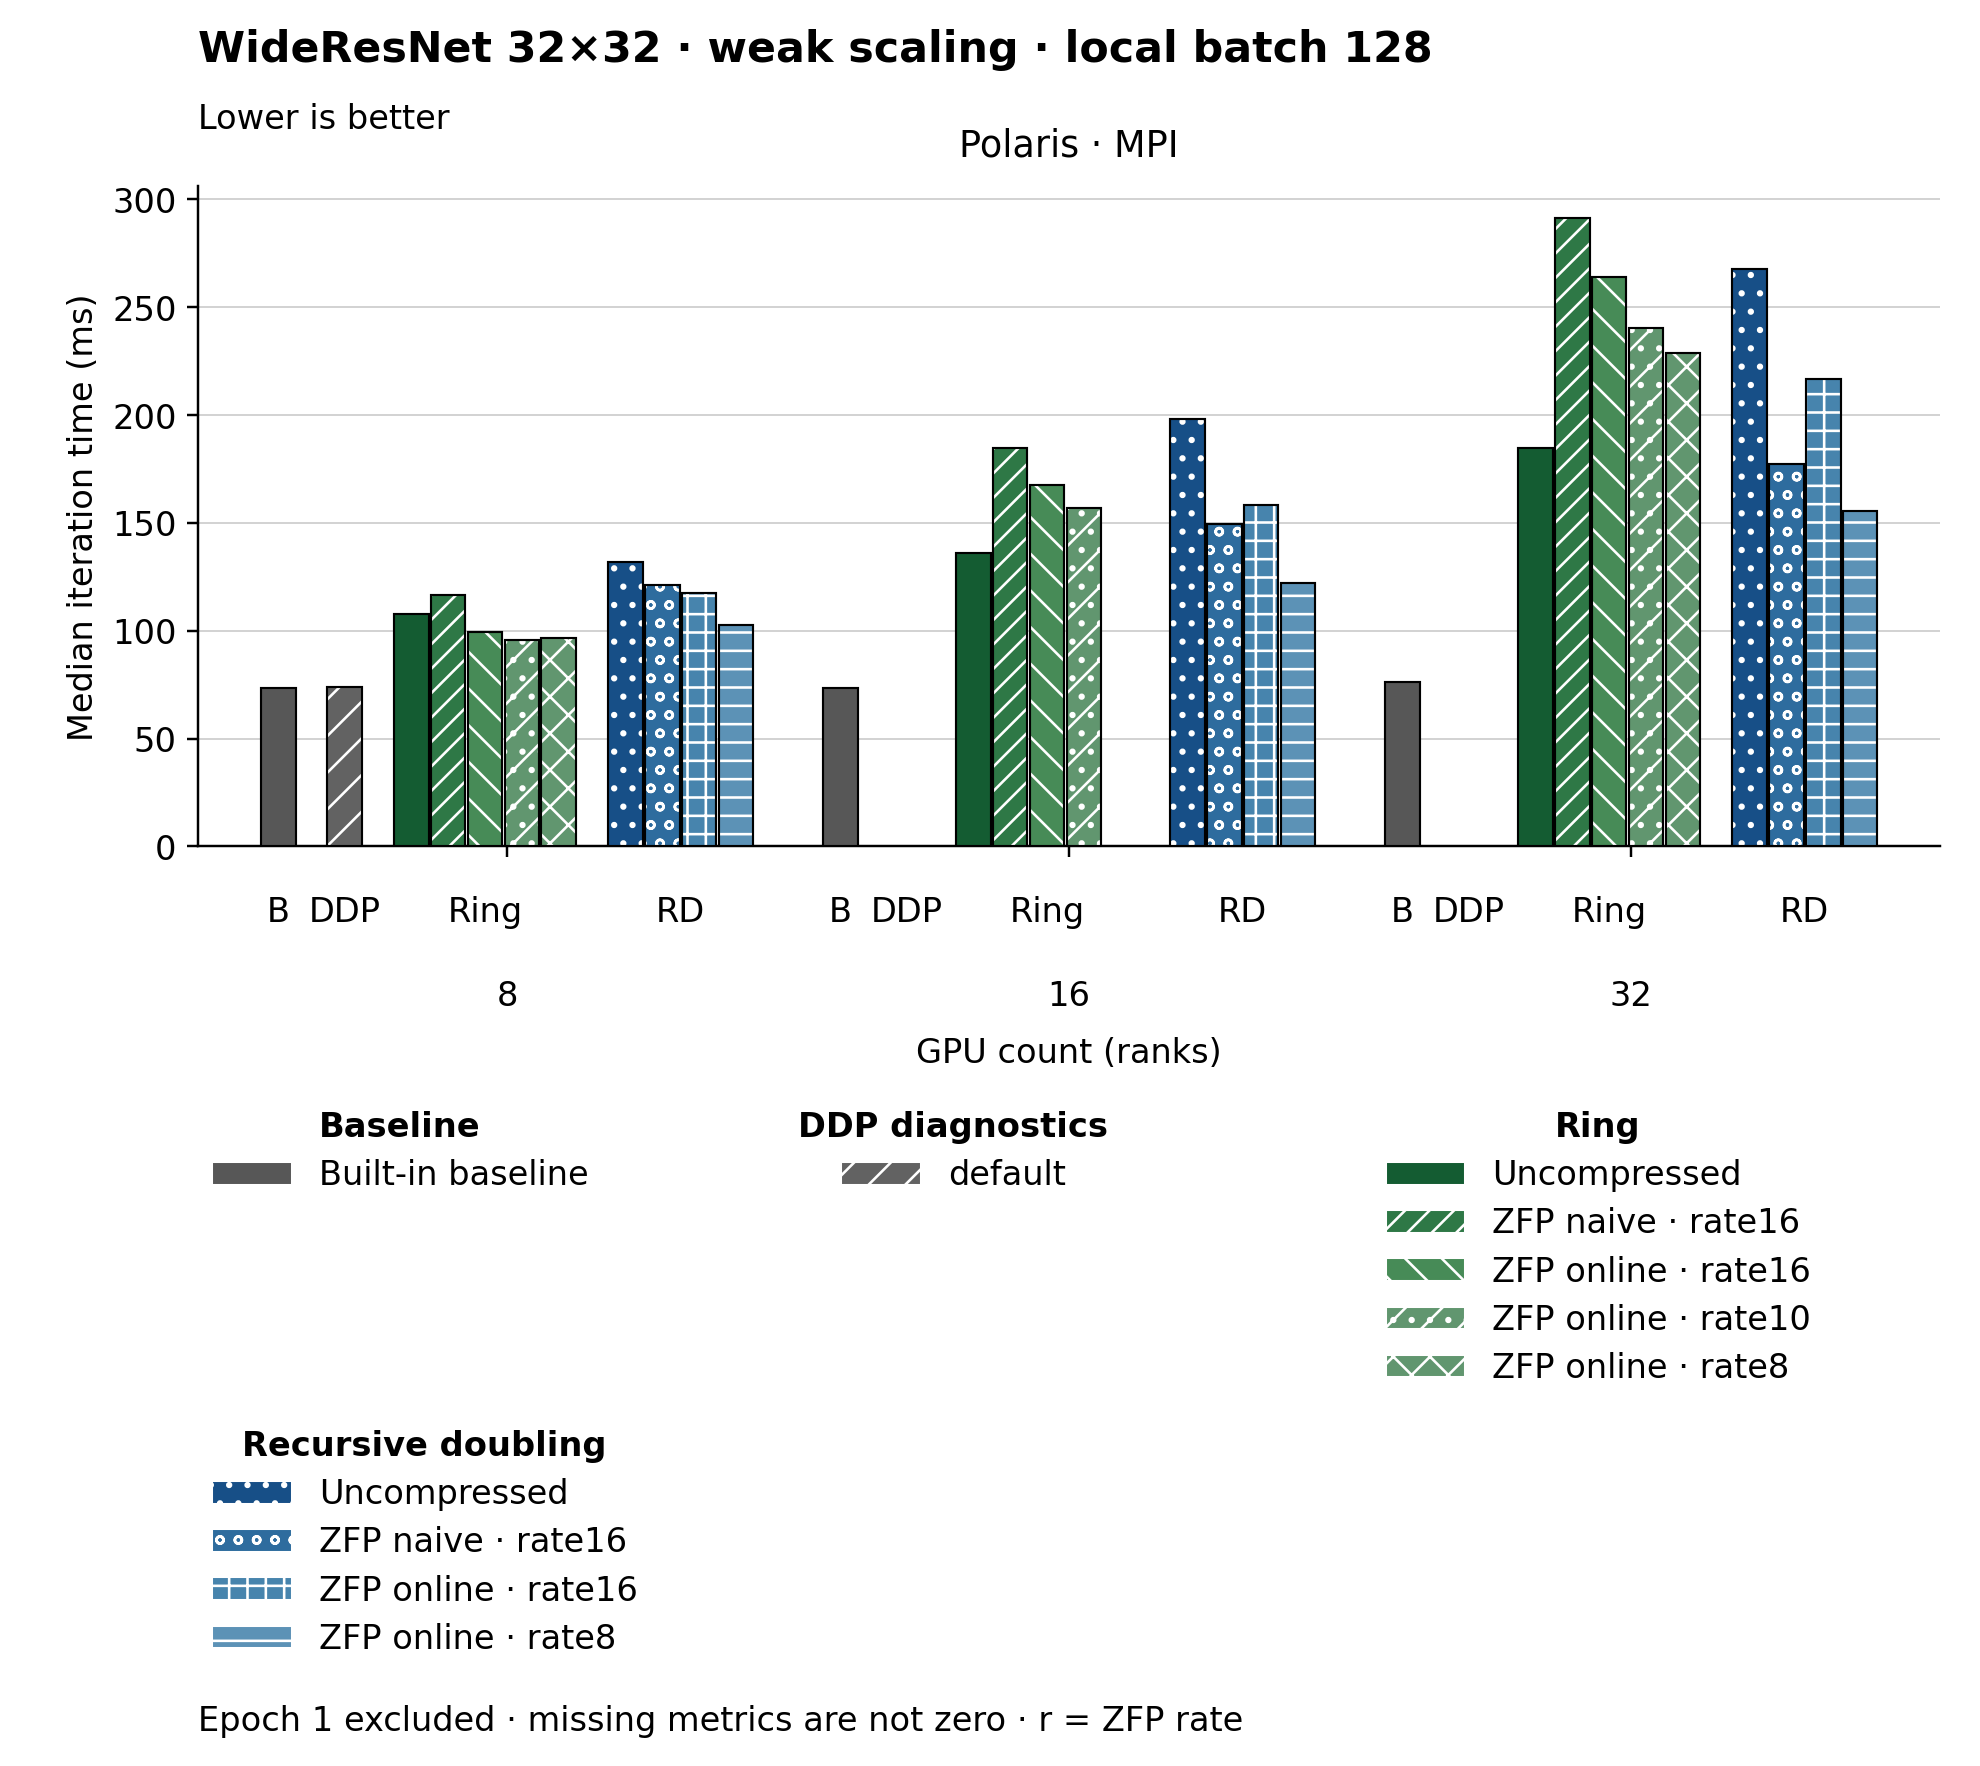 WideResNet 32×32 · weak scaling · local batch 128
Lower is better
Polaris · MPI
Median iteration time (ms)
300
250
200
150
100
50
0
B DDP Ring RD B DDP Ring RD B DDP Ring RD
8 16 32
GPU count (ranks)
Baseline
Built-in baseline
DDP diagnostics
default
Ring
Uncompressed
ZFP naive · rate16
ZFP online · rate16
ZFP online · rate10
ZFP online · rate8
Recursive doubling
Uncompressed
ZFP naive · rate16
ZFP online · rate16
ZFP online · rate8
Epoch 1 excluded · missing metrics are not zero · r = ZFP rate